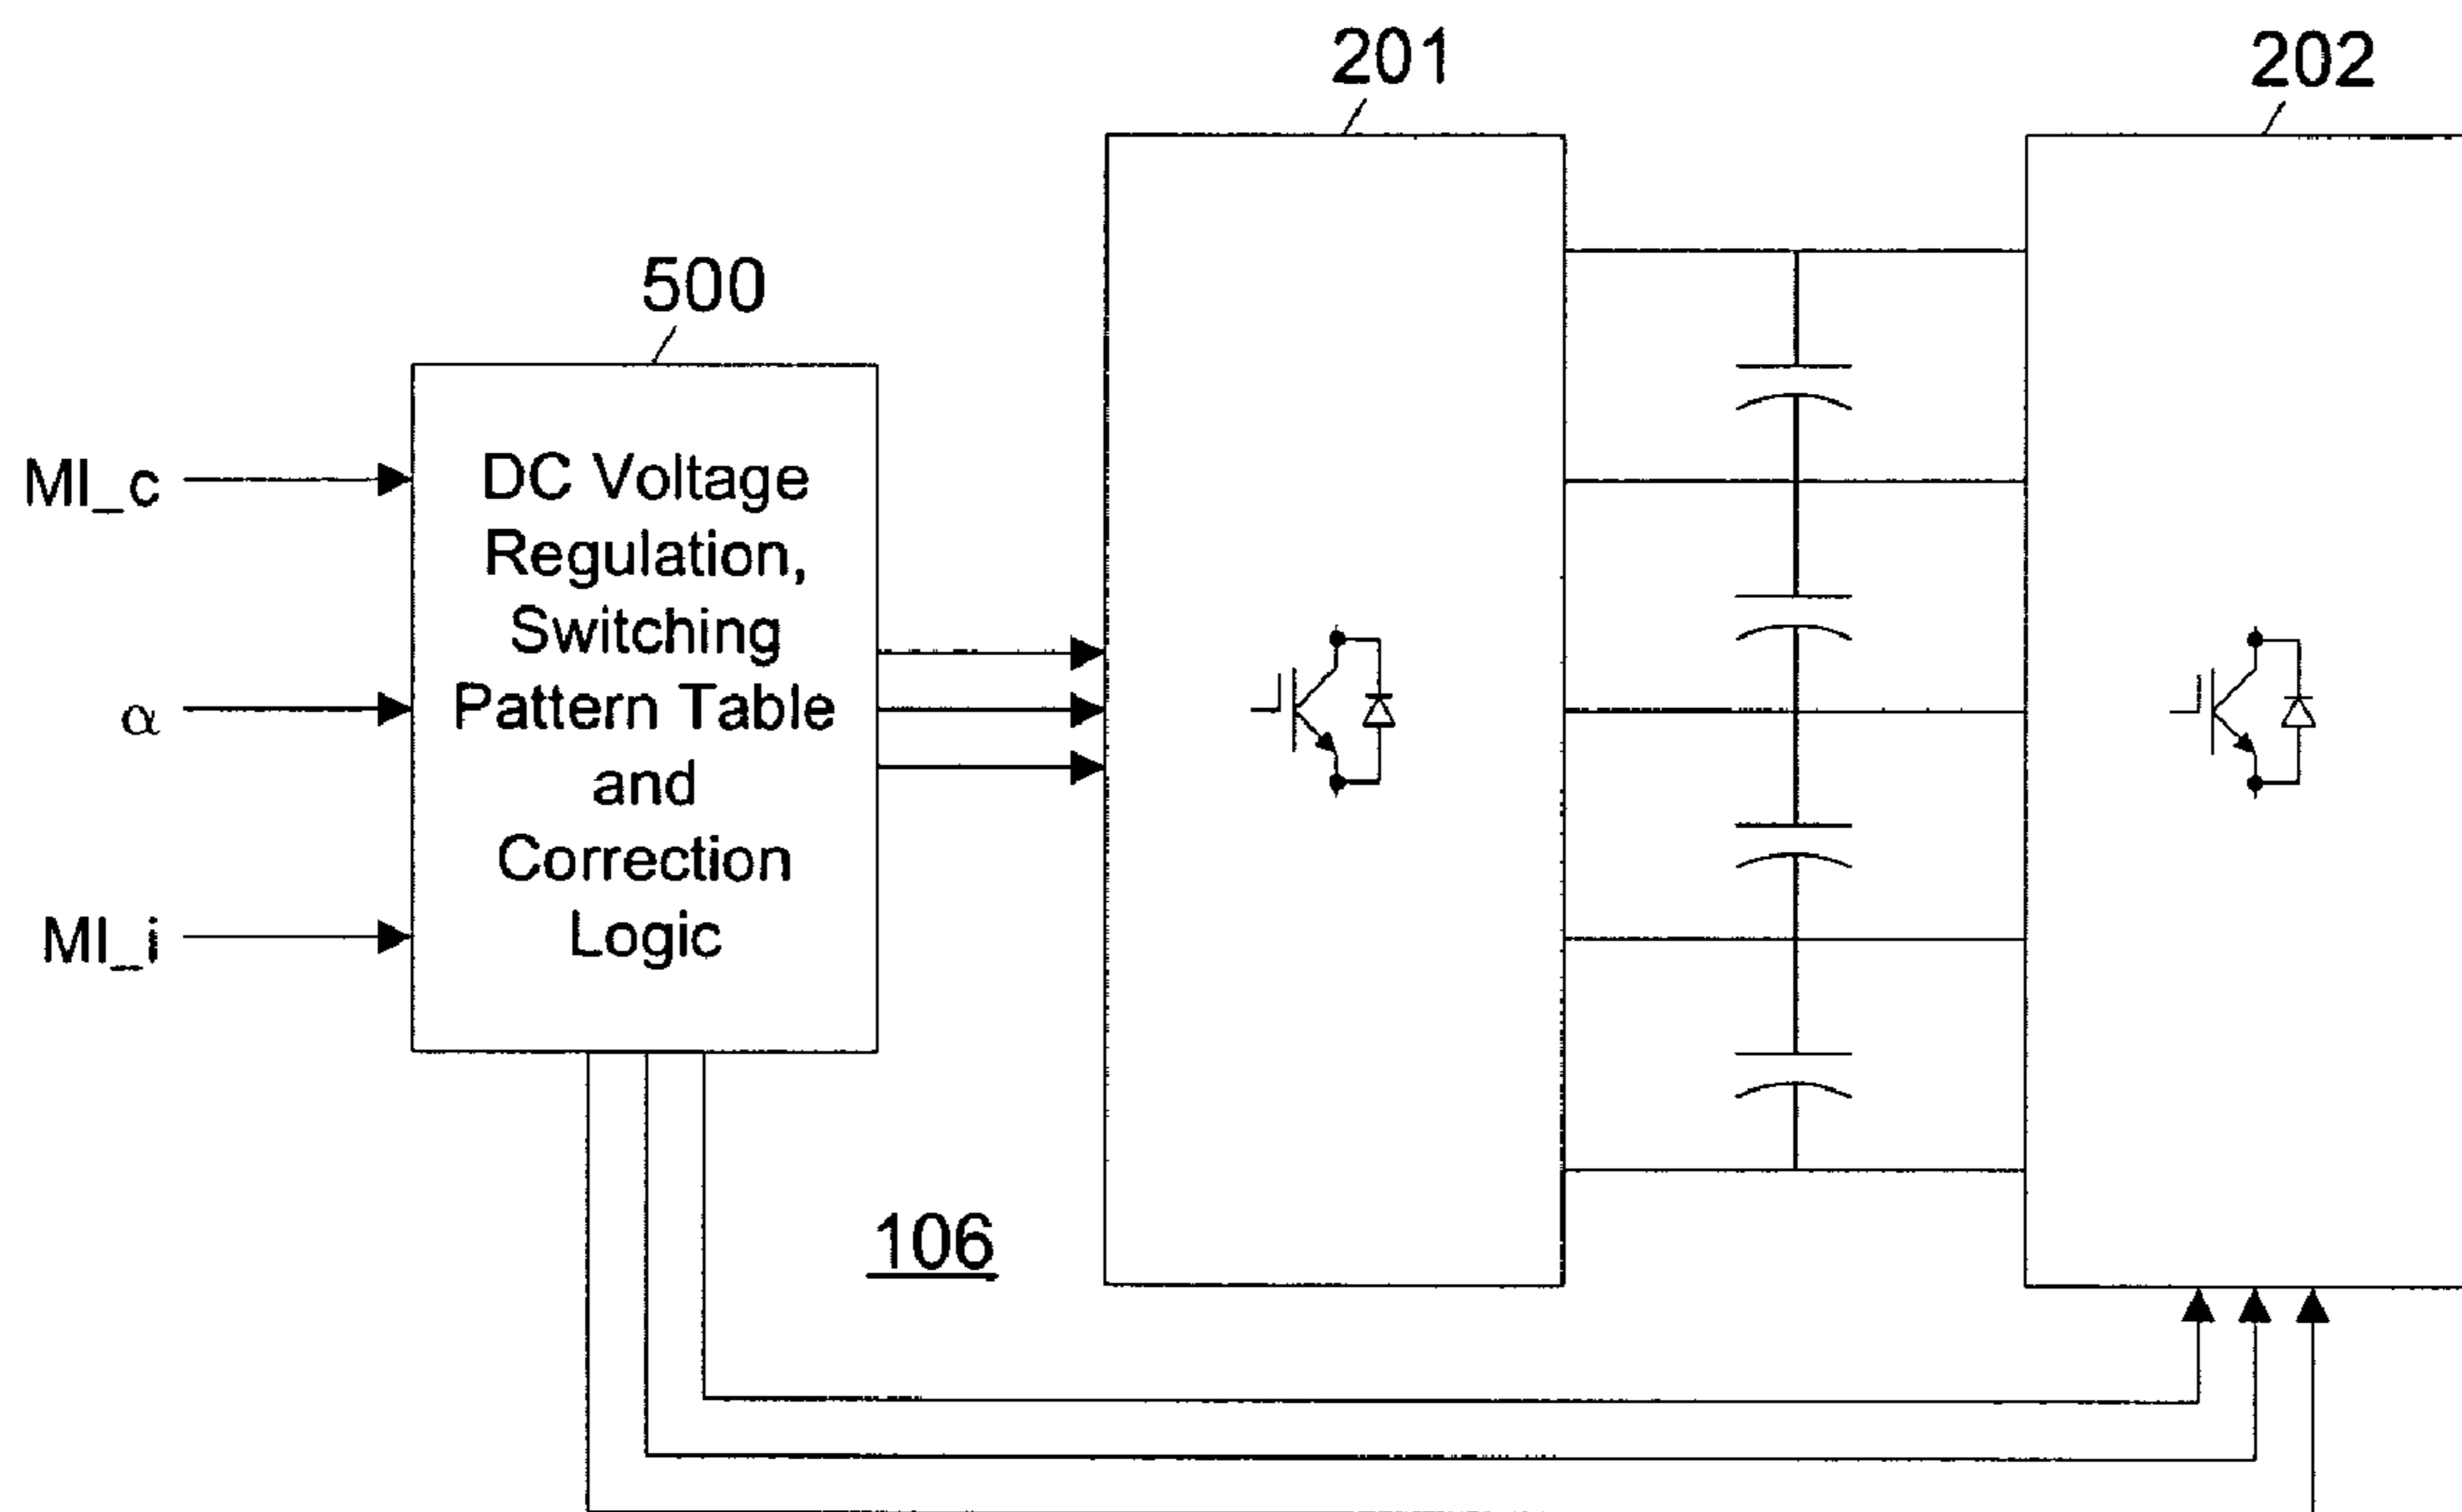 201
202
500
MI_c
α
MI_i
DC Voltage
Regulation,
Switching
Pattern Table
and
Correction
Logic
106